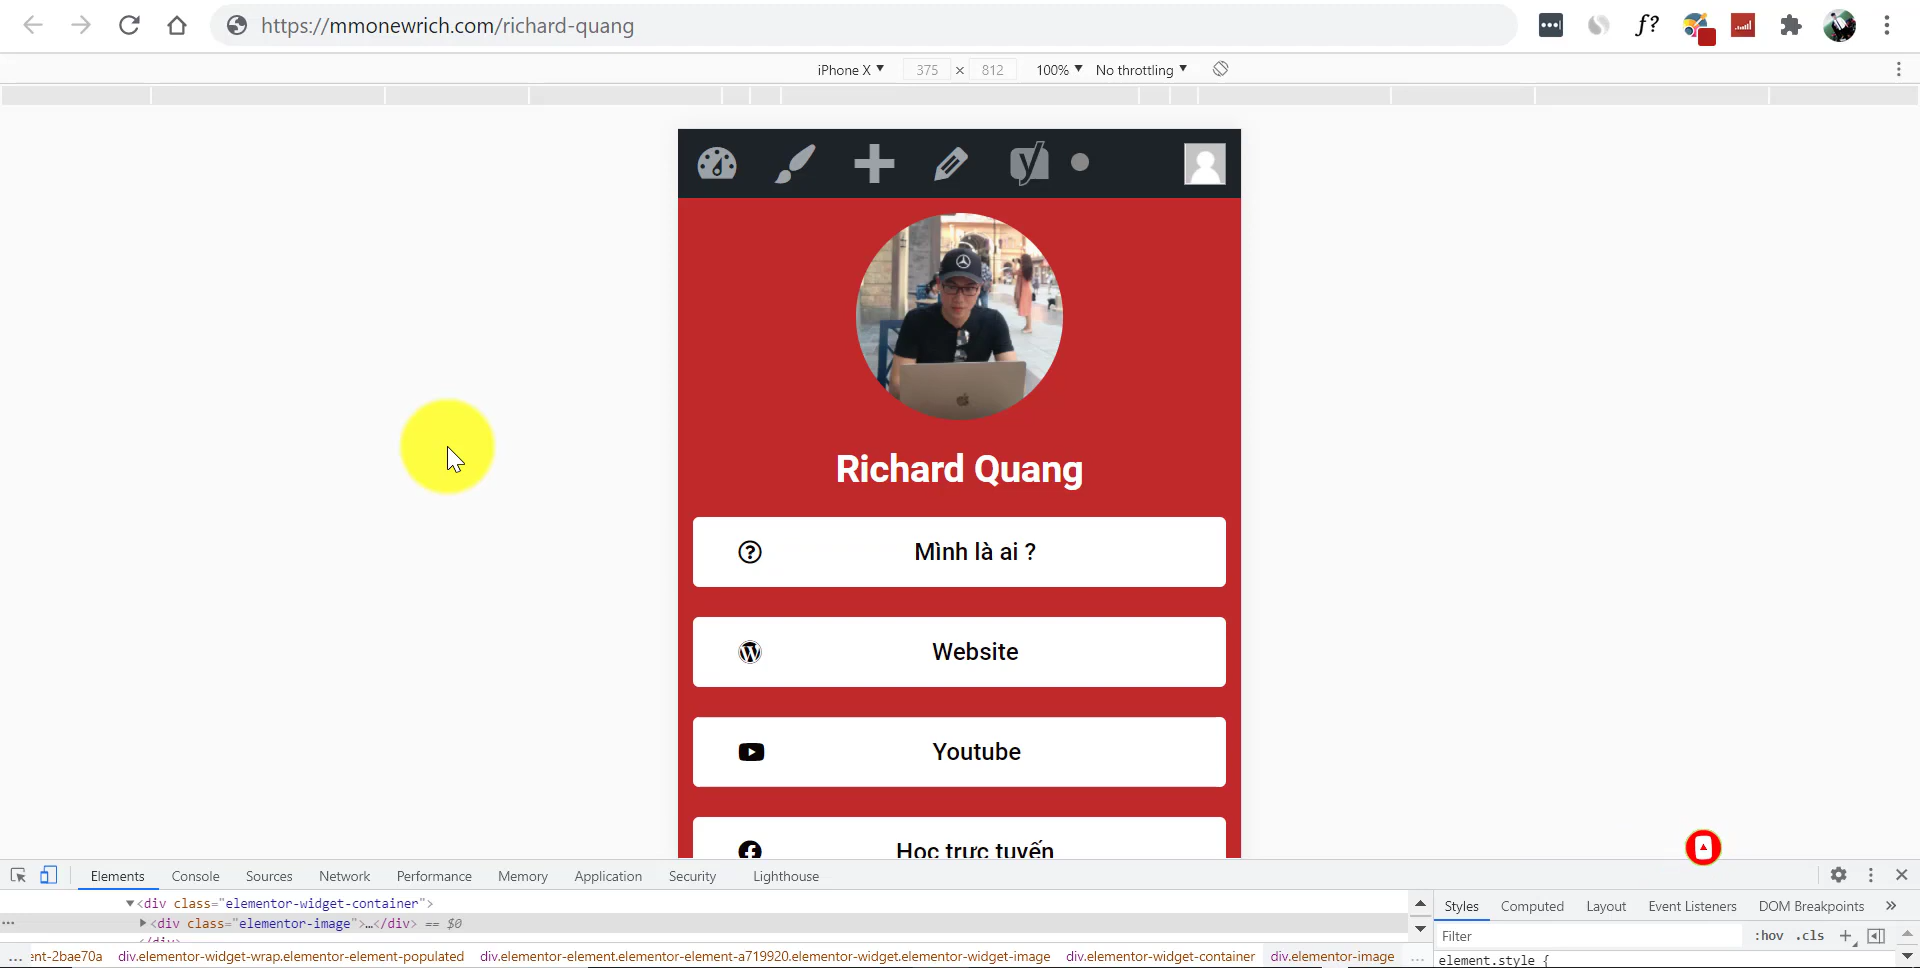 https://mmonewrich.com/richard-quang
iPhone X ▼ 375 × 812 100% ▼ No throttling ▼
Richard Quang
Mình là ai ?
Website
Youtube
Học trực tuyến
Elements Console Sources Network Performance Memory Application Security Lighthouse
▼<div class="elementor-widget-container">
▶<div class="elementor-image">…</div> == $0
</div>
... ent-2bae70a div.elementor-widget-wrap.elementor-element-populated div.elementor-element.elementor-element-a719920.elementor-widget.elementor-widget-image div.elementor-widget-container div.elementor-image ...
Styles Computed Layout Event Listeners DOM Breakpoints »
Filter :hov .cls +
element.style {